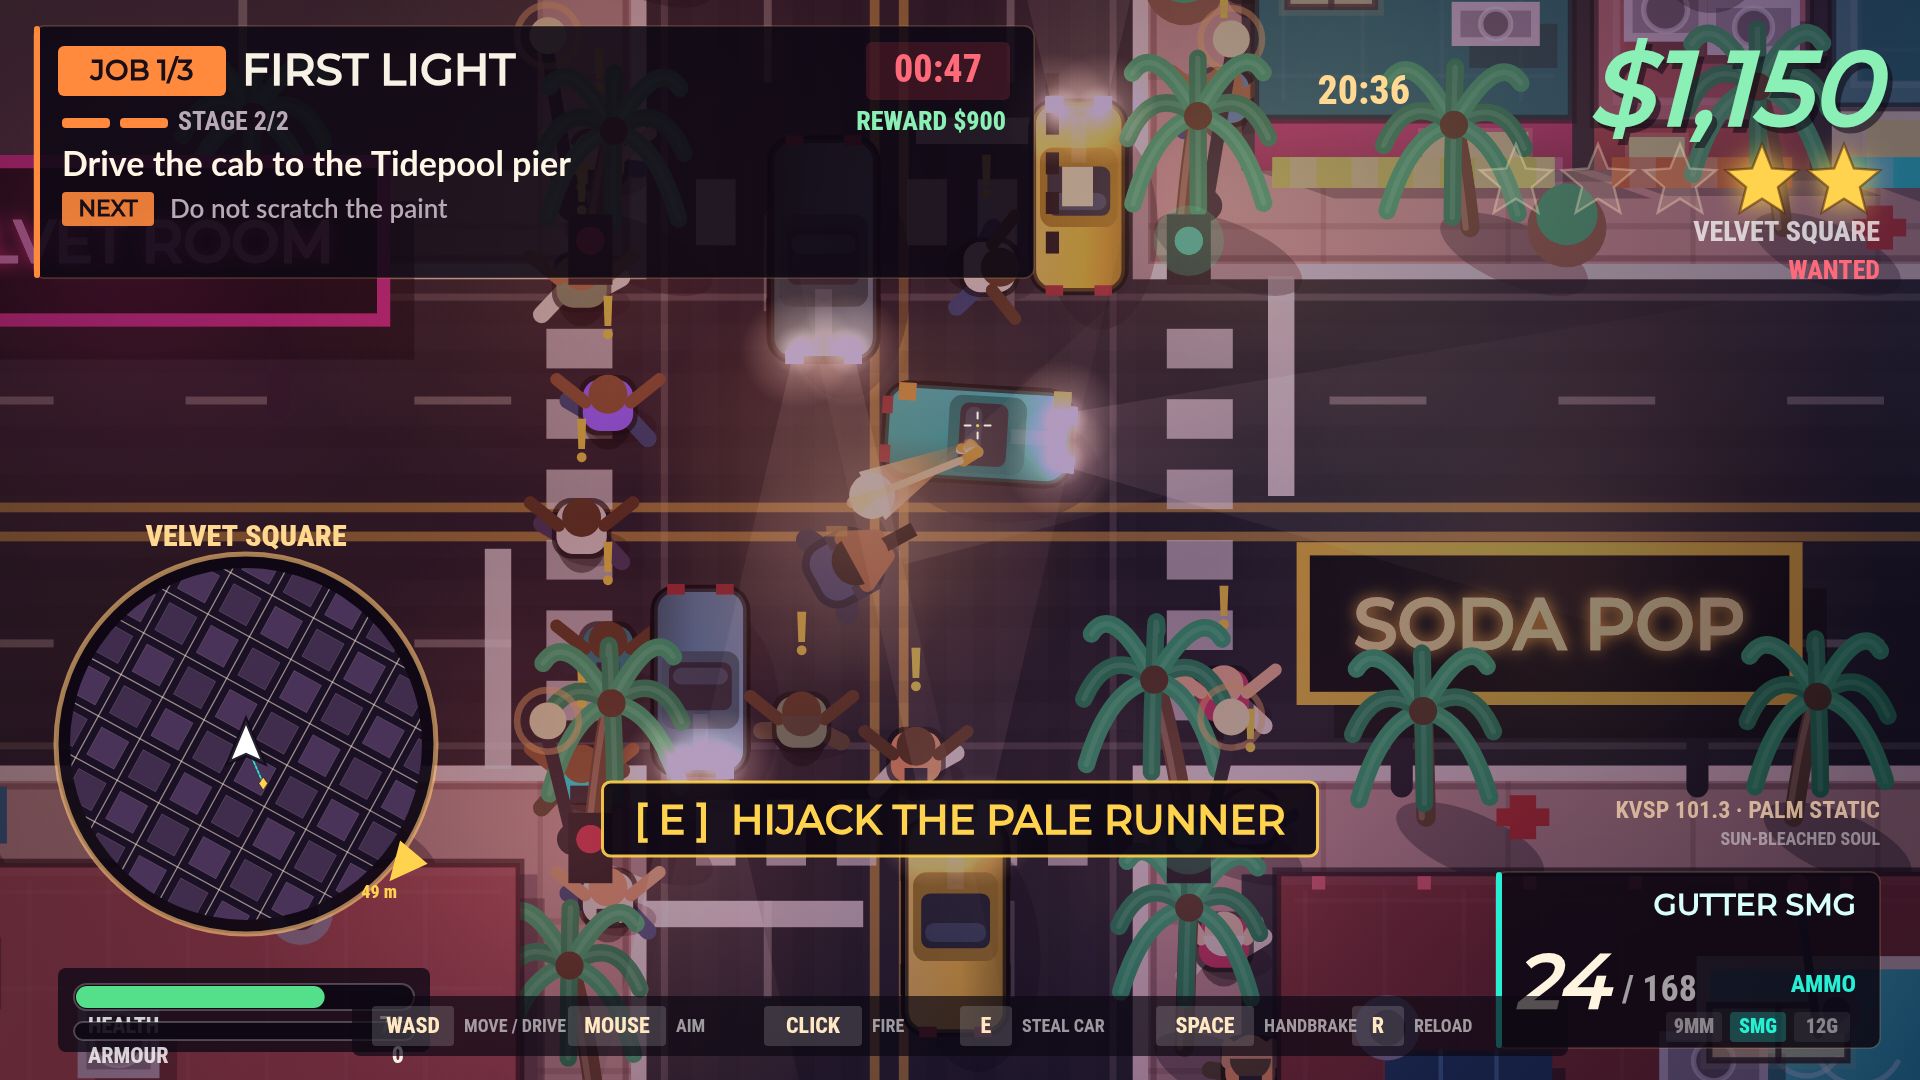 JOB 1/3 FIRST LIGHT 00:47
STAGE 2/2 REWARD $900
Drive the cab to the Tidepool pier
NEXT Do not scratch the paint
VELVET ROOM
20:36
$1,150
VELVET SQUARE
WANTED
VELVET SQUARE
49 m
SODA POP
[ E ] HIJACK THE PALE RUNNER
KVSP 101.3 · PALM STATIC
SUN-BLEACHED SOUL
GUTTER SMG
24 / 168 AMMO
9MM SMG 12G
HEALTH
ARMOUR 0
WASD MOVE / DRIVE MOUSE AIM CLICK FIRE E STEAL CAR SPACE HANDBRAKE R RELOAD